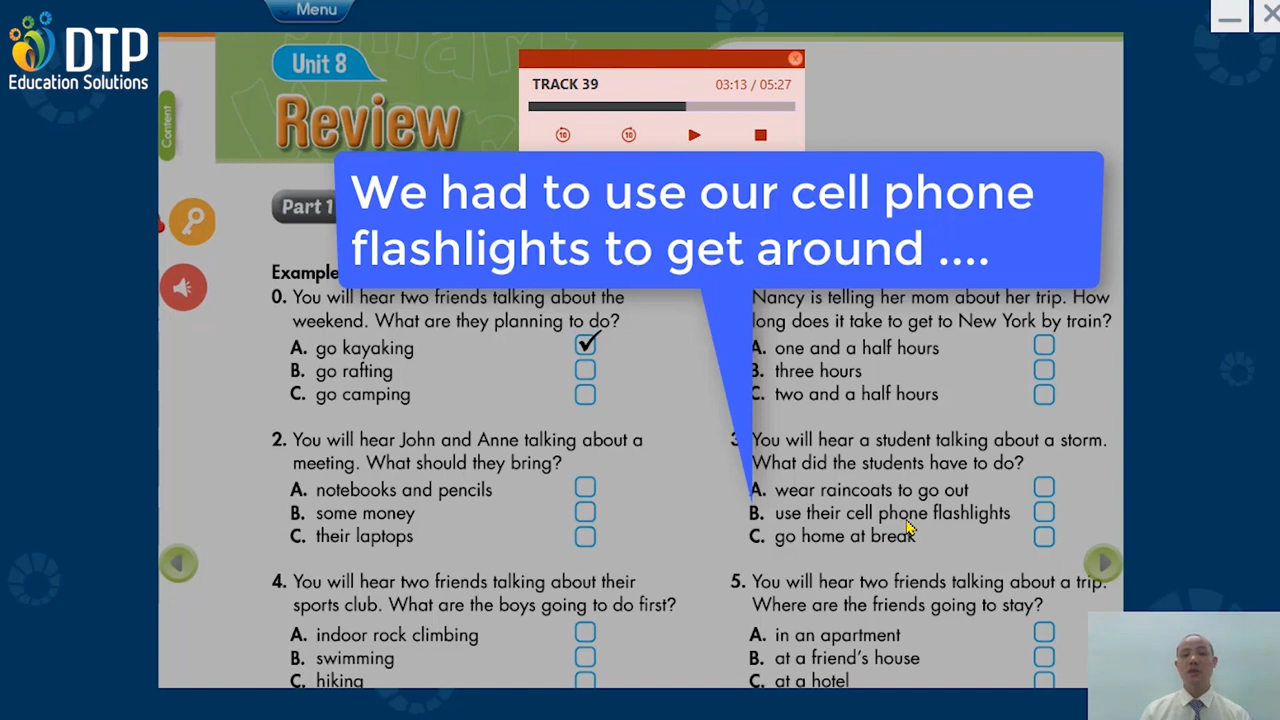 Menu
DTP
Education Solutions
Content
Unit 8
Review
TRACK 39
03:13 / 05:27
10
10
We had to use our cell phone
flashlights to get around ....
Part 1
Example
0. You will hear two friends talking about the
weekend. What are they planning to do?
A. go kayaking
B. go rafting
C. go camping
Nancy is telling her mom about her trip. How
long does it take to get to New York by train?
A. one and a half hours
B. three hours
C. two and a half hours
2. You will hear John and Anne talking about a
meeting. What should they bring?
A. notebooks and pencils
B. some money
C. their laptops
3. You will hear a student talking about a storm.
What did the students have to do?
A. wear raincoats to go out
B. use their cell phone flashlights
C. go home at break
4. You will hear two friends talking about their
sports club. What are the boys going to do first?
A. indoor rock climbing
B. swimming
C. hiking
5. You will hear two friends talking about a trip.
Where are the friends going to stay?
A. in an apartment
B. at a friend's house
C. at a hotel